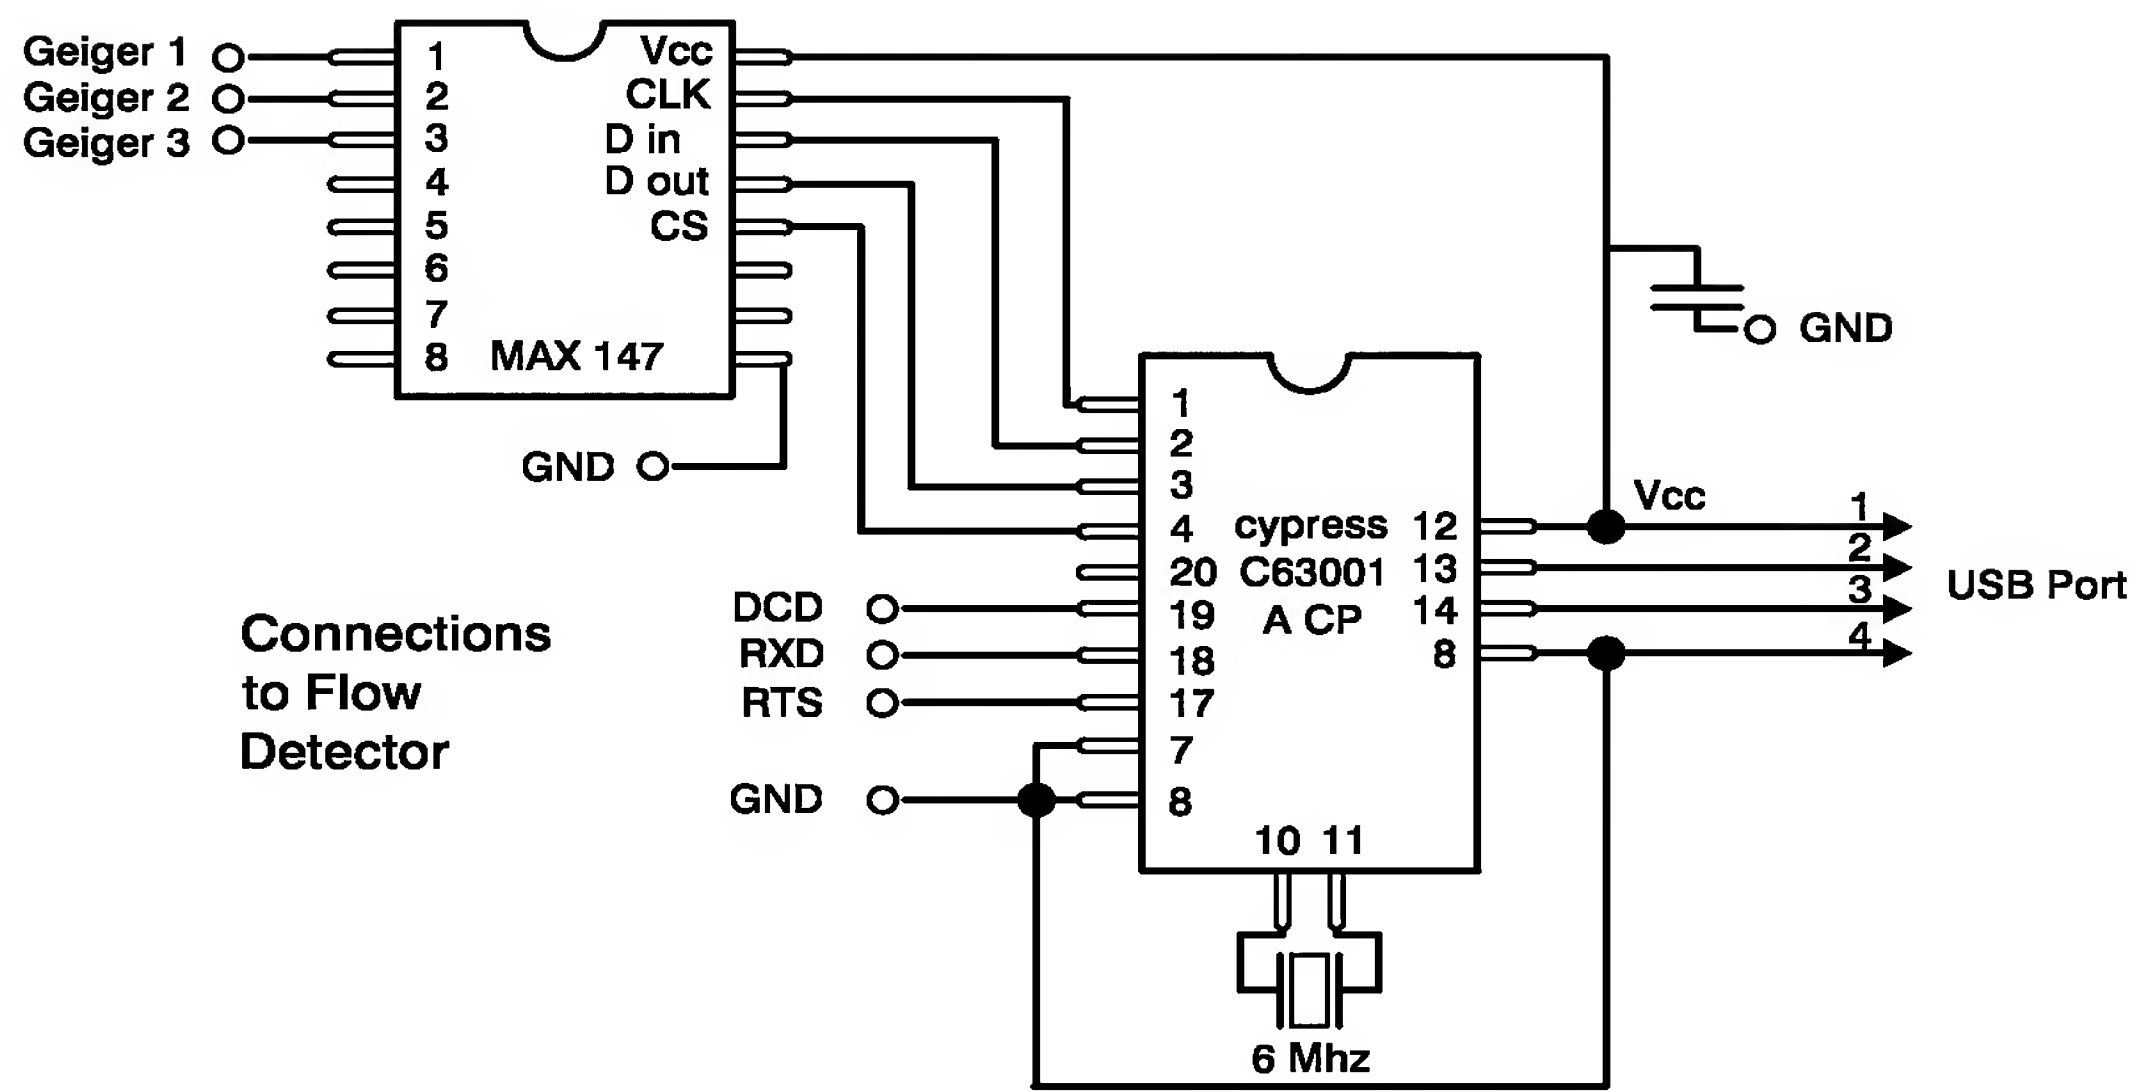 Geiger 1
Geiger 2
Geiger 3
1
2
3
4
5
6
7
8
Vcc
CLK
D in
D out
CS
MAX 147
GND
GND
1
2
3
4
20
19
18
17
7
8
cypress
C63001
A CP
12
13
14
8
10 11
Vcc
1
2
3
4
USB Port
DCD
RXD
RTS
GND
Connections
to Flow
Detector
6 Mhz